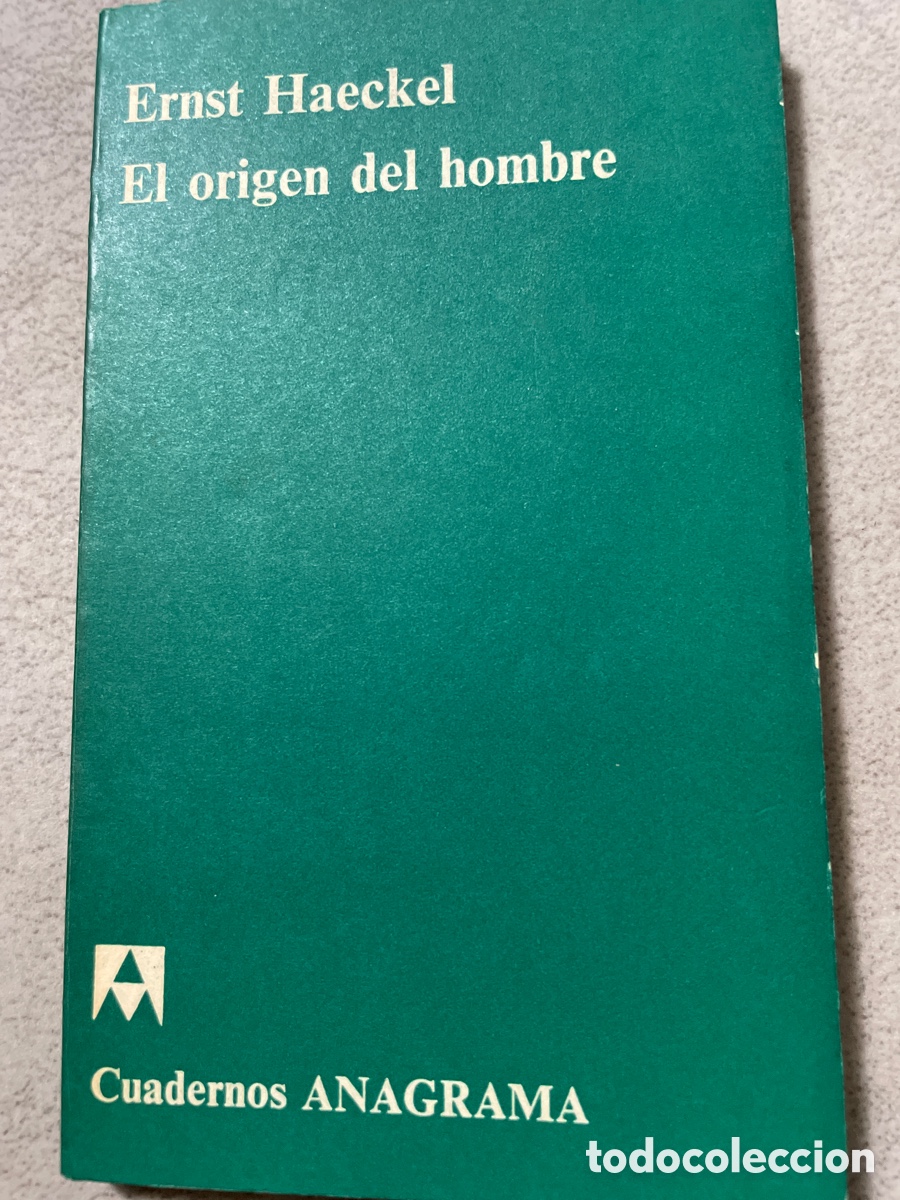 Ernst Haeckel
El origen del hombre
Cuadernos ANAGRAMA
todocoleccion